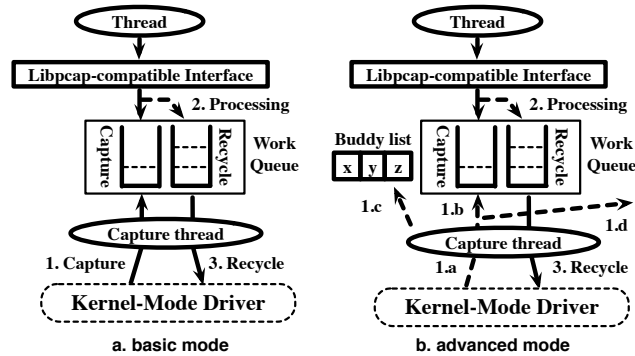 Thread
Libpcap-compatible Interface
2. Processing
Capture
Recycle
Work
Queue
Capture thread
1. Capture
3. Recycle
Kernel-Mode Driver
a. basic mode
Thread
Libpcap-compatible Interface
2. Processing
Buddy list
x y z
Capture
Recycle
Work
Queue
1.c
1.b
1.d
Capture thread
1.a
3. Recycle
Kernel-Mode Driver
b. advanced mode